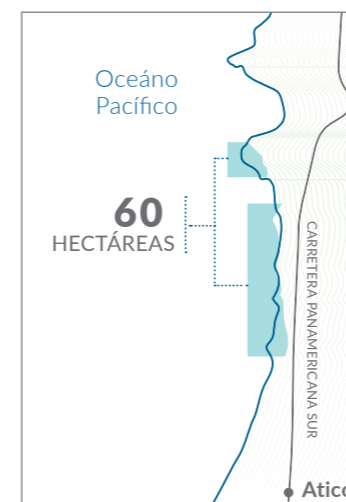 Oceáno
Pacífico
60
HECTÁREAS
CARRETERA PANAMERICANA SUR
Atico